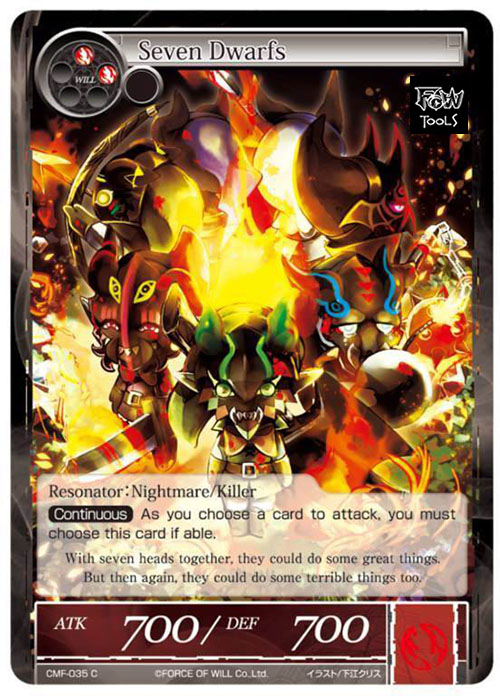 Seven Dwarfs
WILL
FOW
TOOLS
Resonator:Nightmare/Killer
Continuous As you choose a card to attack, you must
choose this card if able.
With seven heads together, they could do some great things.
But then again, they could do some terrible things too.
ATK 700/ DEF 700
CMF-035 C ©FORCE OF WILL Co.,Ltd. イラスト/下江クリス